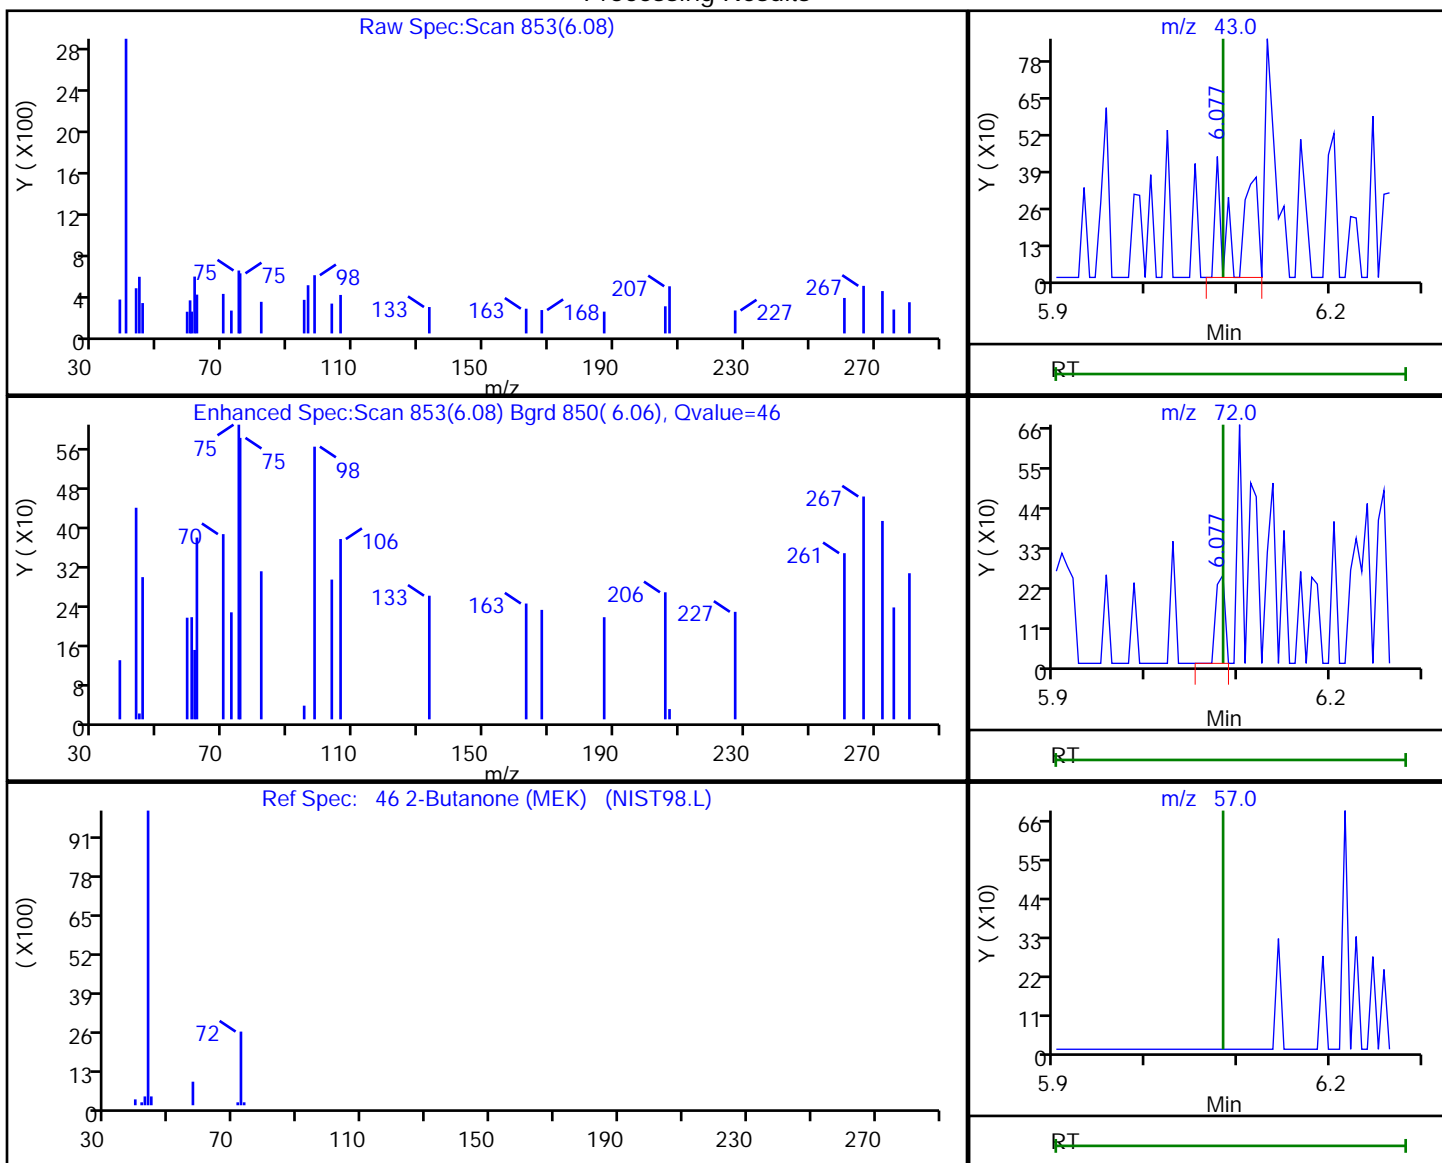 Processing Results
Raw Spec:Scan 853(6.08)
Y ( X100)
28
24
20
16
12
8
4
0
75
75
98
133
163
168
207
227
267
30 70 110 150 190 230 270
m/z
m/z 43.0
Y ( X10)
78
65
52
39
26
13
0
6.077
5.9 6.2
Min
RT
Enhanced Spec:Scan 853(6.08) Bgrd 850( 6.06), Qvalue=46
Y ( X10)
56
48
40
32
24
16
8
0
75
75
98
70
106
133
163
206
227
261
267
30 70 110 150 190 230 270
m/z
m/z 72.0
Y ( X10)
66
55
44
33
22
11
0
6.077
5.9 6.2
Min
RT
Ref Spec: 46 2-Butanone (MEK) (NIST98.L)
( X100)
91
78
65
52
39
26
13
0
72
30 70 110 150 190 230 270
m/z 57.0
Y ( X10)
66
55
44
33
22
11
0
5.9 6.2
Min
RT